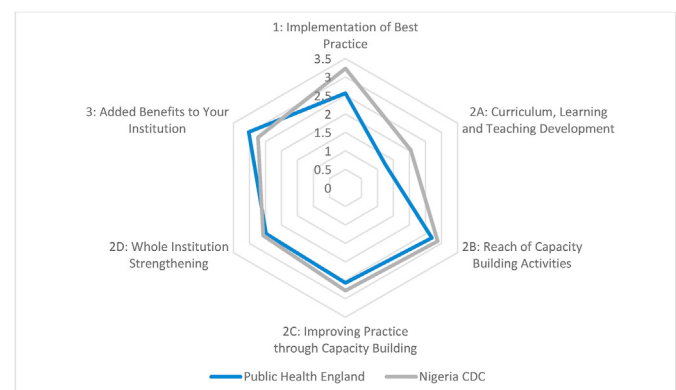 1: Implementation of Best
Practice
3.5
3
2.5
2
1.5
1
0.5
0
3: Added Benefits to Your
Institution
2A: Curriculum, Learning
and Teaching Development
2D: Whole Institution
Strengthening
2B: Reach of Capacity
Building Activities
2C: Improving Practice
through Capacity Building
Public Health England
Nigeria CDC